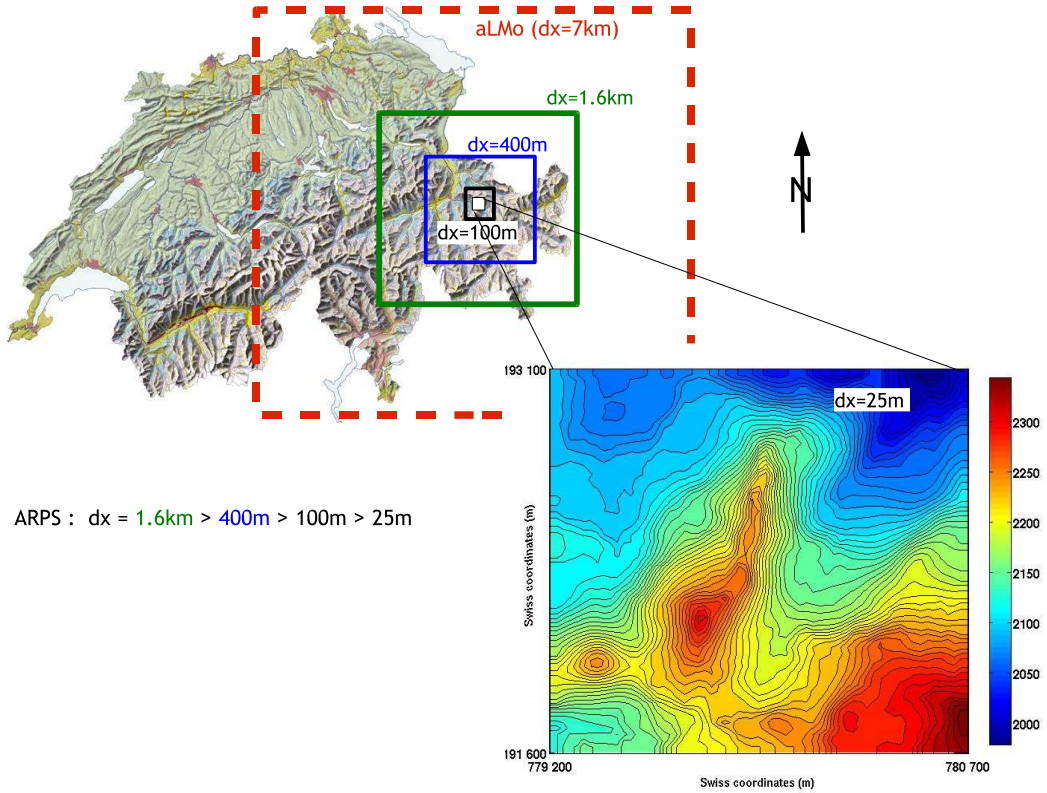 aLMo (dx=7km)
dx=1.6km
dx=400m
N
dx=100m
193 100
dx=25m
2300
2250
2200
2150
2100
2050
2000
ARPS : dx = 1.6km > 400m > 100m > 25m
Swiss coordinates (m)
191 600
779 200
780 700
Swiss coordinates (m)